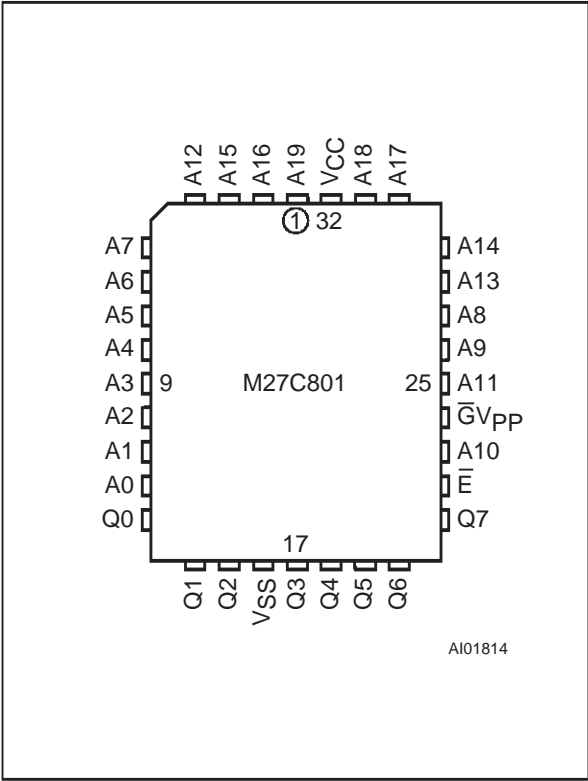 A12 A15 A16 A19 VCC A18 A17
1 32
A7 A14
A6 A13
A5 A8
A4 A9
A3 9 M27C801 25 A11
A2 G̅VPP
A1 A10
A0 E̅
Q0 Q7
17
Q1 Q2 VSS Q3 Q4 Q5 Q6
AI01814